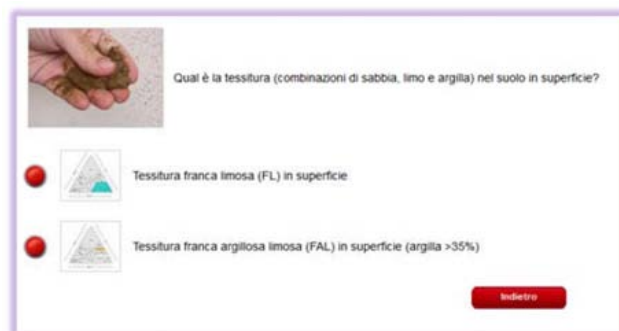 Qual è la tessitura (combinazioni di sabbia, limo e argilla) nel suolo in superficie?
Tessitura franca limosa (FL) in superficie
Tessitura franca argillosa limosa (FAL) in superficie (argilla >35%)
Indietro